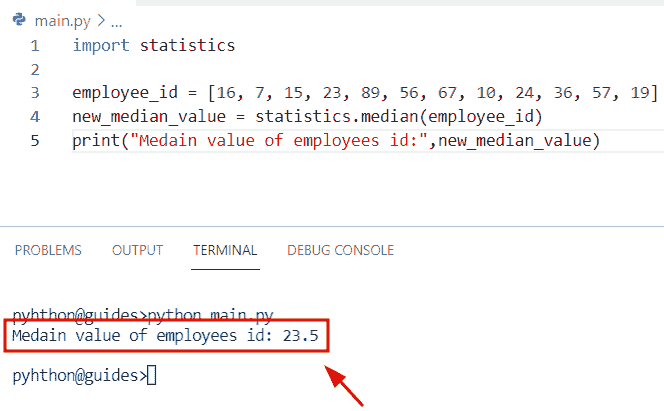 main.py > ...
1 import statistics
2
3 employee_id = [16, 7, 15, 23, 89, 56, 67, 10, 24, 36, 57, 19]
4 new_median_value = statistics.median(employee_id)
5 print("Medain value of employees id:",new_median_value)
PROBLEMS OUTPUT TERMINAL DEBUG CONSOLE
pyhthon@guides>python main.py
Medain value of employees id: 23.5
pyhthon@guides>